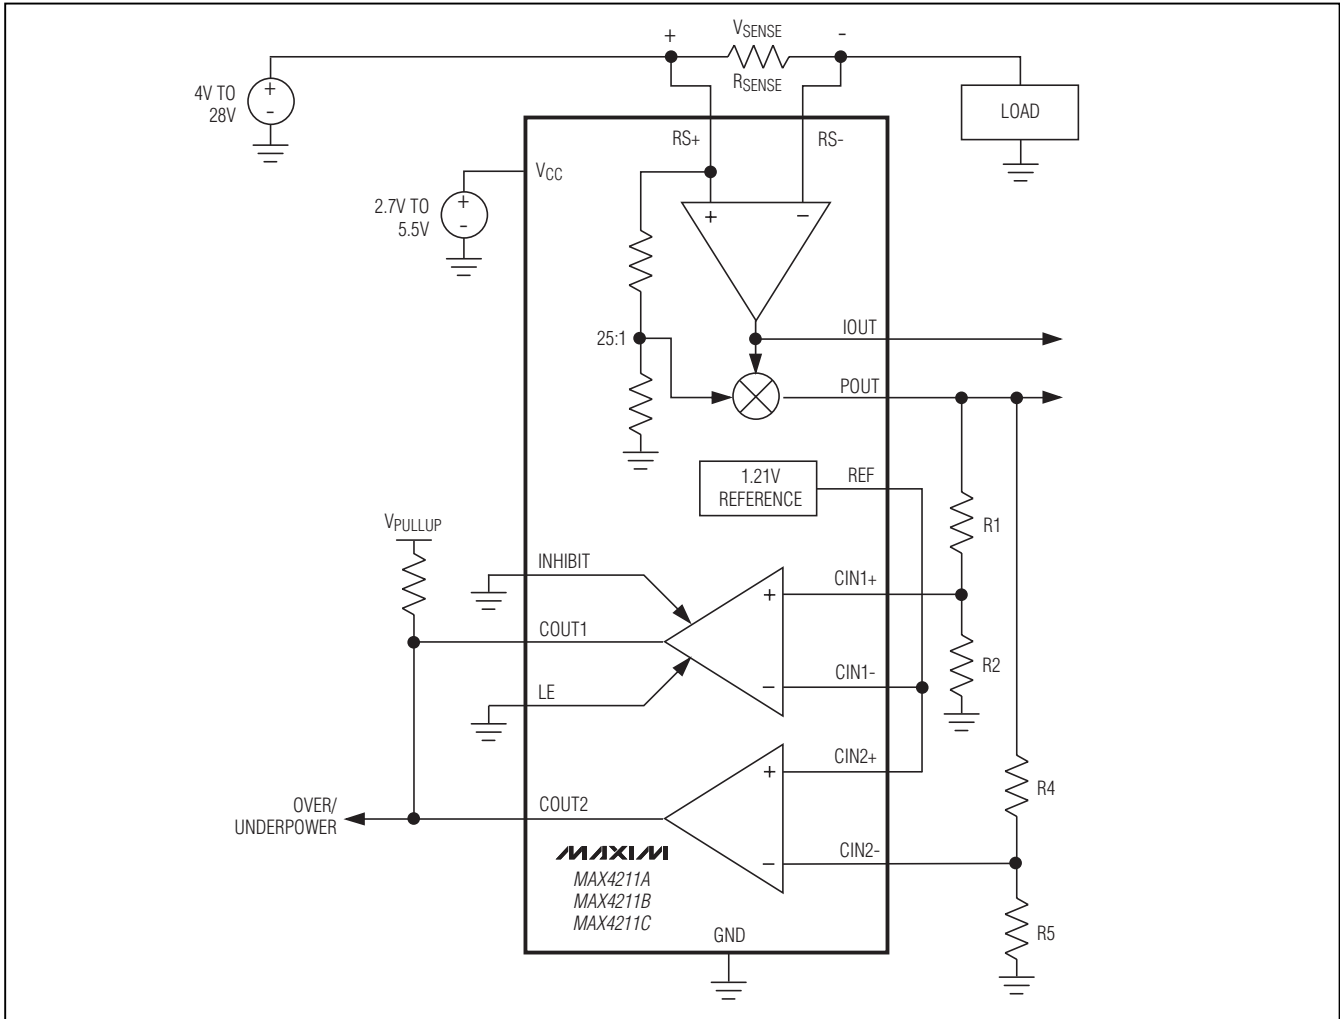 + VSENSE -
RSENSE
4V TO
28V
+
-
LOAD
RS+
RS-
VCC
2.7V TO
5.5V
+
-
+
−
25:1
IOUT
POUT
1.21V
REFERENCE
REF
VPULLUP
R1
INHIBIT
CIN1+
+
COUT1
R2
CIN1-
−
LE
CIN2+
+
R4
OVER/
UNDERPOWER
COUT2
CIN2-
−
MAXIM
MAX4211A
MAX4211B
MAX4211C
R5
GND